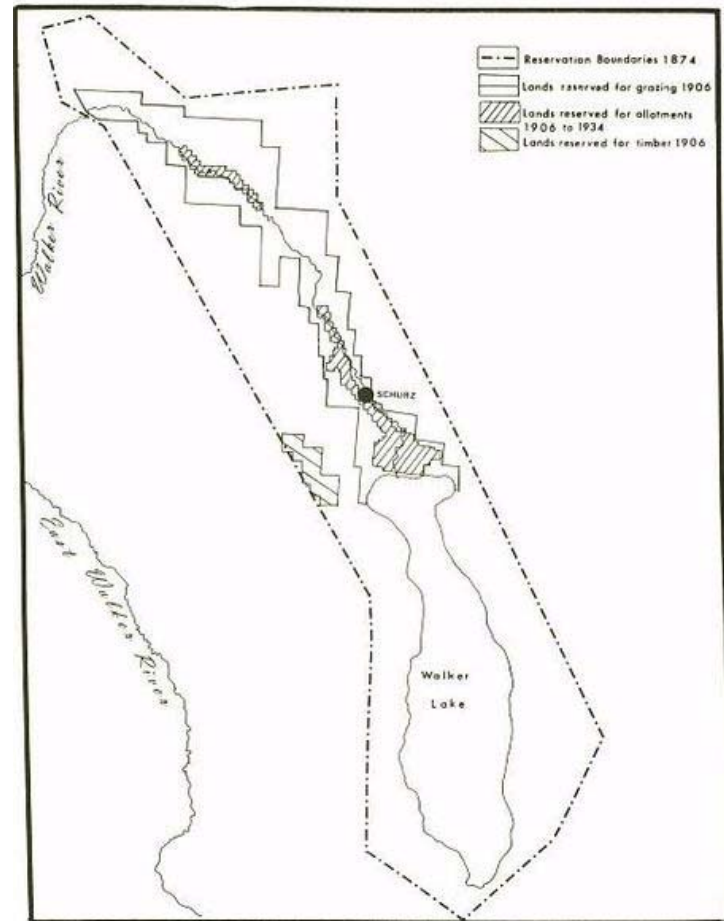 Reservation Boundaries 1874
Lands reserved for grazing 1906
Lands reserved for allotments
1906 to 1934
Lands reserved for timber 1906
Walker River
SCHURZ
East Walker River
Walker
Lake